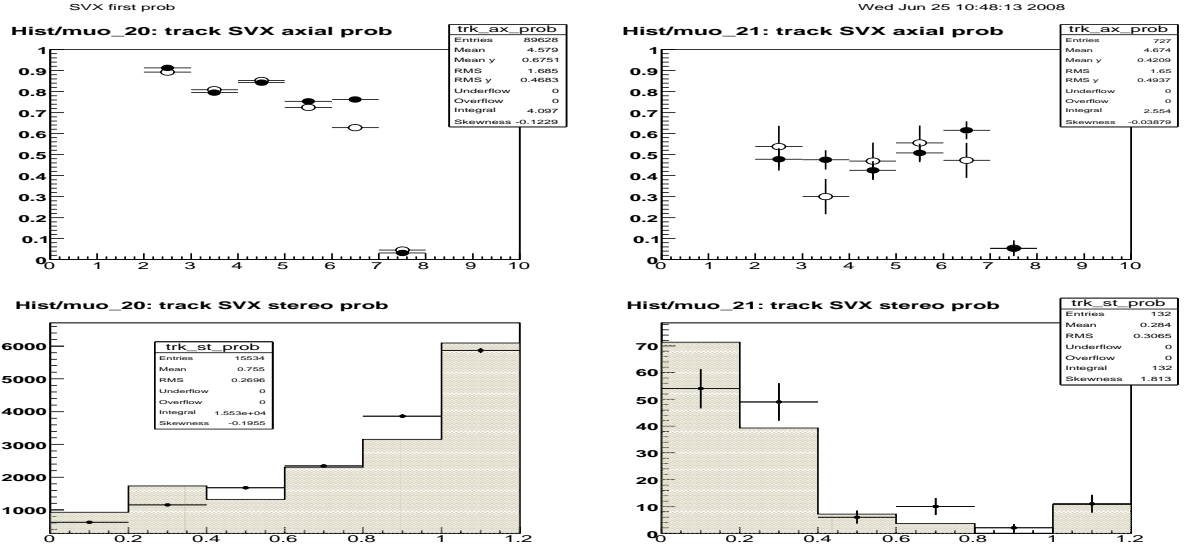 SVX first prob
Wed Jun 25 10:48:13 2008
Hist/muo_20: track SVX axial prob
trk_ax_prob
Entries 89628
Mean 4.579
Mean y 0.6751
RMS 1.685
RMS y 0.4683
Underflow 0
Overflow 0
Integral 4.097
Skewness -0.1229
1
0.9
0.8
0.7
0.6
0.5
0.4
0.3
0.2
0.1
0
0 1 2 3 4 5 6 7 8 9 10
Hist/muo_21: track SVX axial prob
trk_ax_prob
Entries 727
Mean 4.674
Mean y 0.4209
RMS 1.65
RMS y 0.4937
Underflow 0
Overflow 0
Integral 2.554
Skewness -0.03879
1
0.9
0.8
0.7
0.6
0.5
0.4
0.3
0.2
0.1
0
0 1 2 3 4 5 6 7 8 9 10
Hist/muo_20: track SVX stereo prob
trk_st_prob
Entries 15534
Mean 0.755
RMS 0.2696
Underflow 0
Overflow 0
Integral 1.553e+04
Skewness -0.1955
6000
5000
4000
3000
2000
1000
0 0.2 0.4 0.6 0.8 1 1.2
Hist/muo_21: track SVX stereo prob
trk_st_prob
Entries 132
Mean 0.284
RMS 0.3065
Underflow 0
Overflow 0
Integral 132
Skewness 1.813
70
60
50
40
30
20
10
0
0 0.2 0.4 0.6 0.8 1 1.2